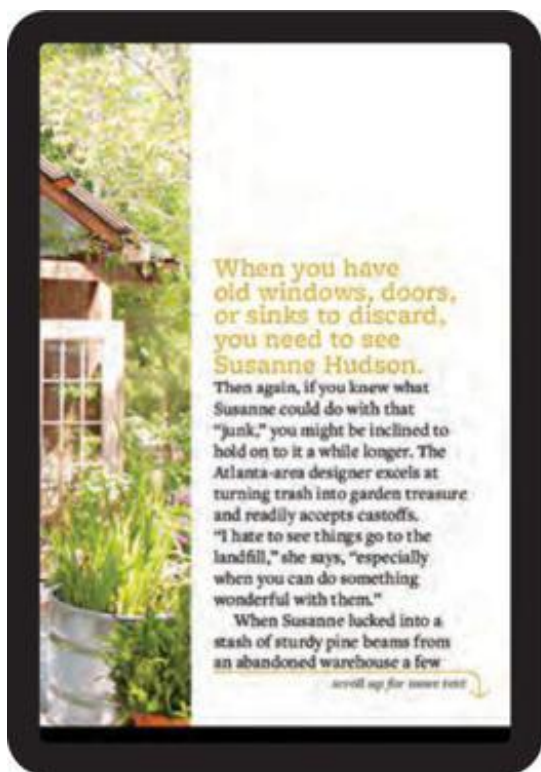 When you have
old windows, doors,
or sinks to discard,
you need to see
Susanne Hudson.
Then again, if you knew what
Susanne could do with that
“junk,” you might be inclined to
hold on to it a while longer. The
Atlanta-area designer excels at
turning trash into garden treasure
and readily accepts castoffs.
“I hate to see things go to the
landfill,” she says, “especially
when you can do something
wonderful with them.”
When Susanne lucked into a
stash of sturdy pine beams from
an abandoned warehouse a few
scroll up for more text